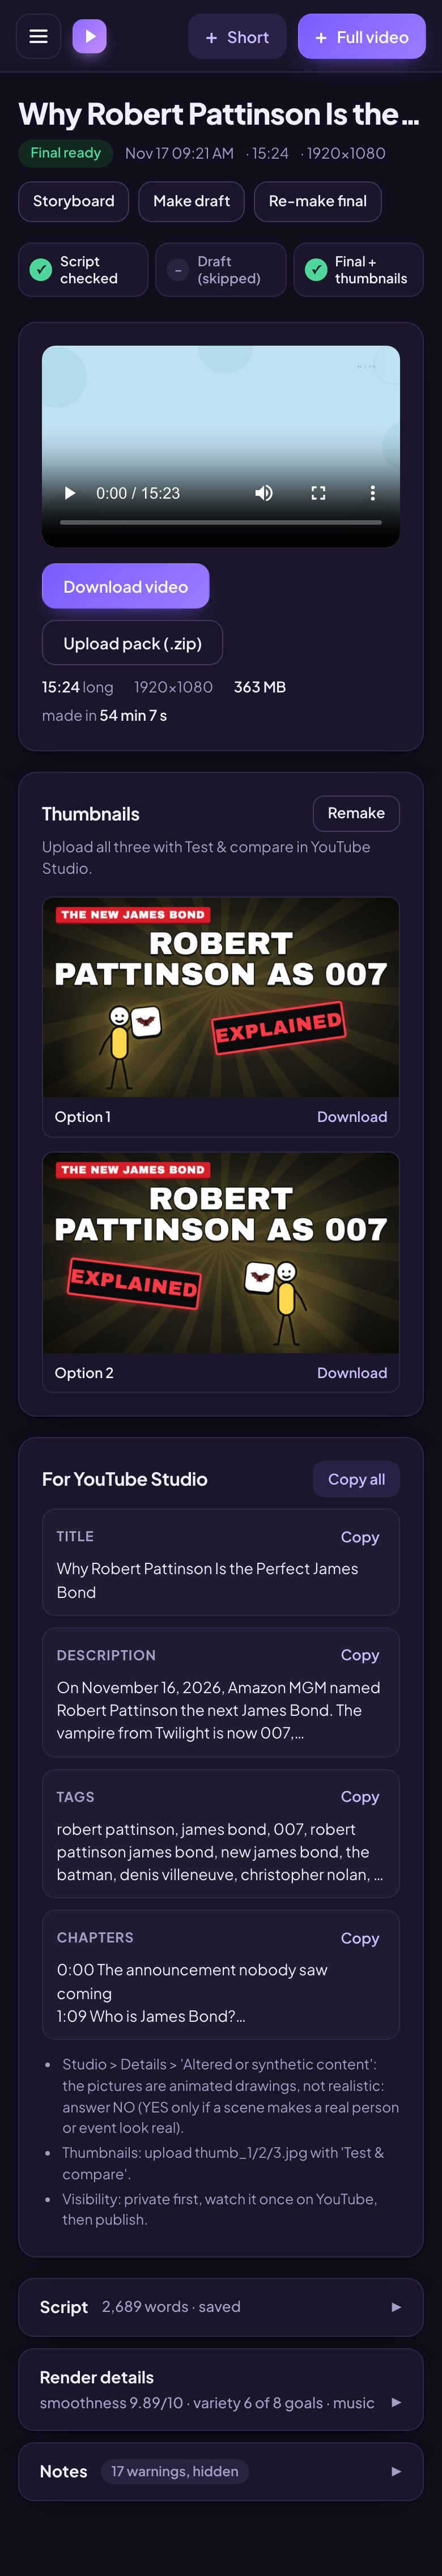 + Short
+ Full video
Why Robert Pattinson Is the...
Final ready Nov 17 09:21 AM · 15:24 · 1920×1080
Storyboard Make draft Re-make final
Script
checked
Draft
(skipped)
Final +
thumbnails
0:00 / 15:23
Download video
Upload pack (.zip)
15:24 long 1920×1080 363 MB
made in 54 min 7 s
Thumbnails Remake
Upload all three with Test & compare in YouTube
Studio.
THE NEW JAMES BOND
ROBERT
PATTINSON AS 007
EXPLAINED
Option 1 Download
THE NEW JAMES BOND
ROBERT
PATTINSON AS 007
EXPLAINED
Option 2 Download
For YouTube Studio Copy all
TITLE Copy
Why Robert Pattinson Is the Perfect James
Bond
DESCRIPTION Copy
On November 16, 2026, Amazon MGM named
Robert Pattinson the next James Bond. The
vampire from Twilight is now 007,...
TAGS Copy
robert pattinson, james bond, 007, robert
pattinson james bond, new james bond, the
batman, denis villeneuve, christopher nolan, ...
CHAPTERS Copy
0:00 The announcement nobody saw
coming
1:09 Who is James Bond?...
• Studio > Details > 'Altered or synthetic content':
the pictures are animated drawings, not realistic:
answer NO (YES only if a scene makes a real person
or event look real).
• Thumbnails: upload thumb_1/2/3.jpg with 'Test &
compare'.
• Visibility: private first, watch it once on YouTube,
then publish.
Script 2,689 words · saved
Render details
smoothness 9.89/10 · variety 6 of 8 goals · music
Notes 17 warnings, hidden